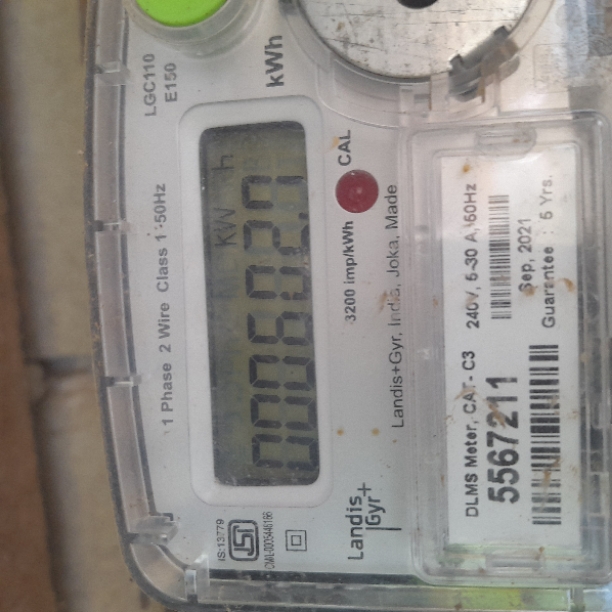 LGC110
E150
kWh
1 Phase 2 Wire Class 1 50Hz
KW h
CAL
3200 imp/kWh
Landis+Gyr, India, Joka, Made
IS:13779
Landis
Gyr+
DLMS Meter, CAT - C3 240V, 5-30 A, 50Hz
5567211
Sep, 2021
Guarantee : 5 Yrs.